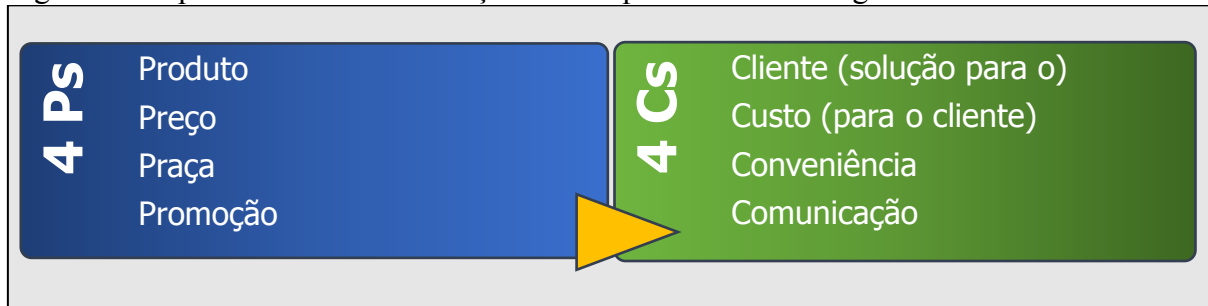 4 Ps
Produto
Preço
Praça
Promoção
4 Cs
Cliente (solução para o)
Custo (para o cliente)
Conveniência
Comunicação